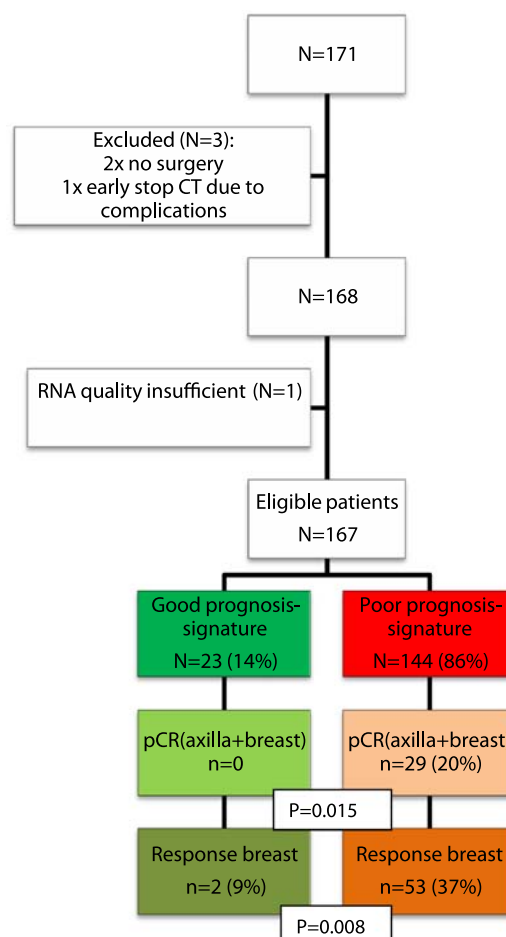 N=171
Excluded (N=3):
2x no surgery
1x early stop CT due to
complications
N=168
RNA quality insufficient (N=1)
Eligible patients
N=167
Good prognosis-
signature
N=23 (14%)
Poor prognosis-
signature
N=144 (86%)
pCR(axilla+breast)
n=0
pCR(axilla+breast
n=29 (20%)
P=0.015
Response breast
n=2 (9%)
Response breast
n=53 (37%)
P=0.008